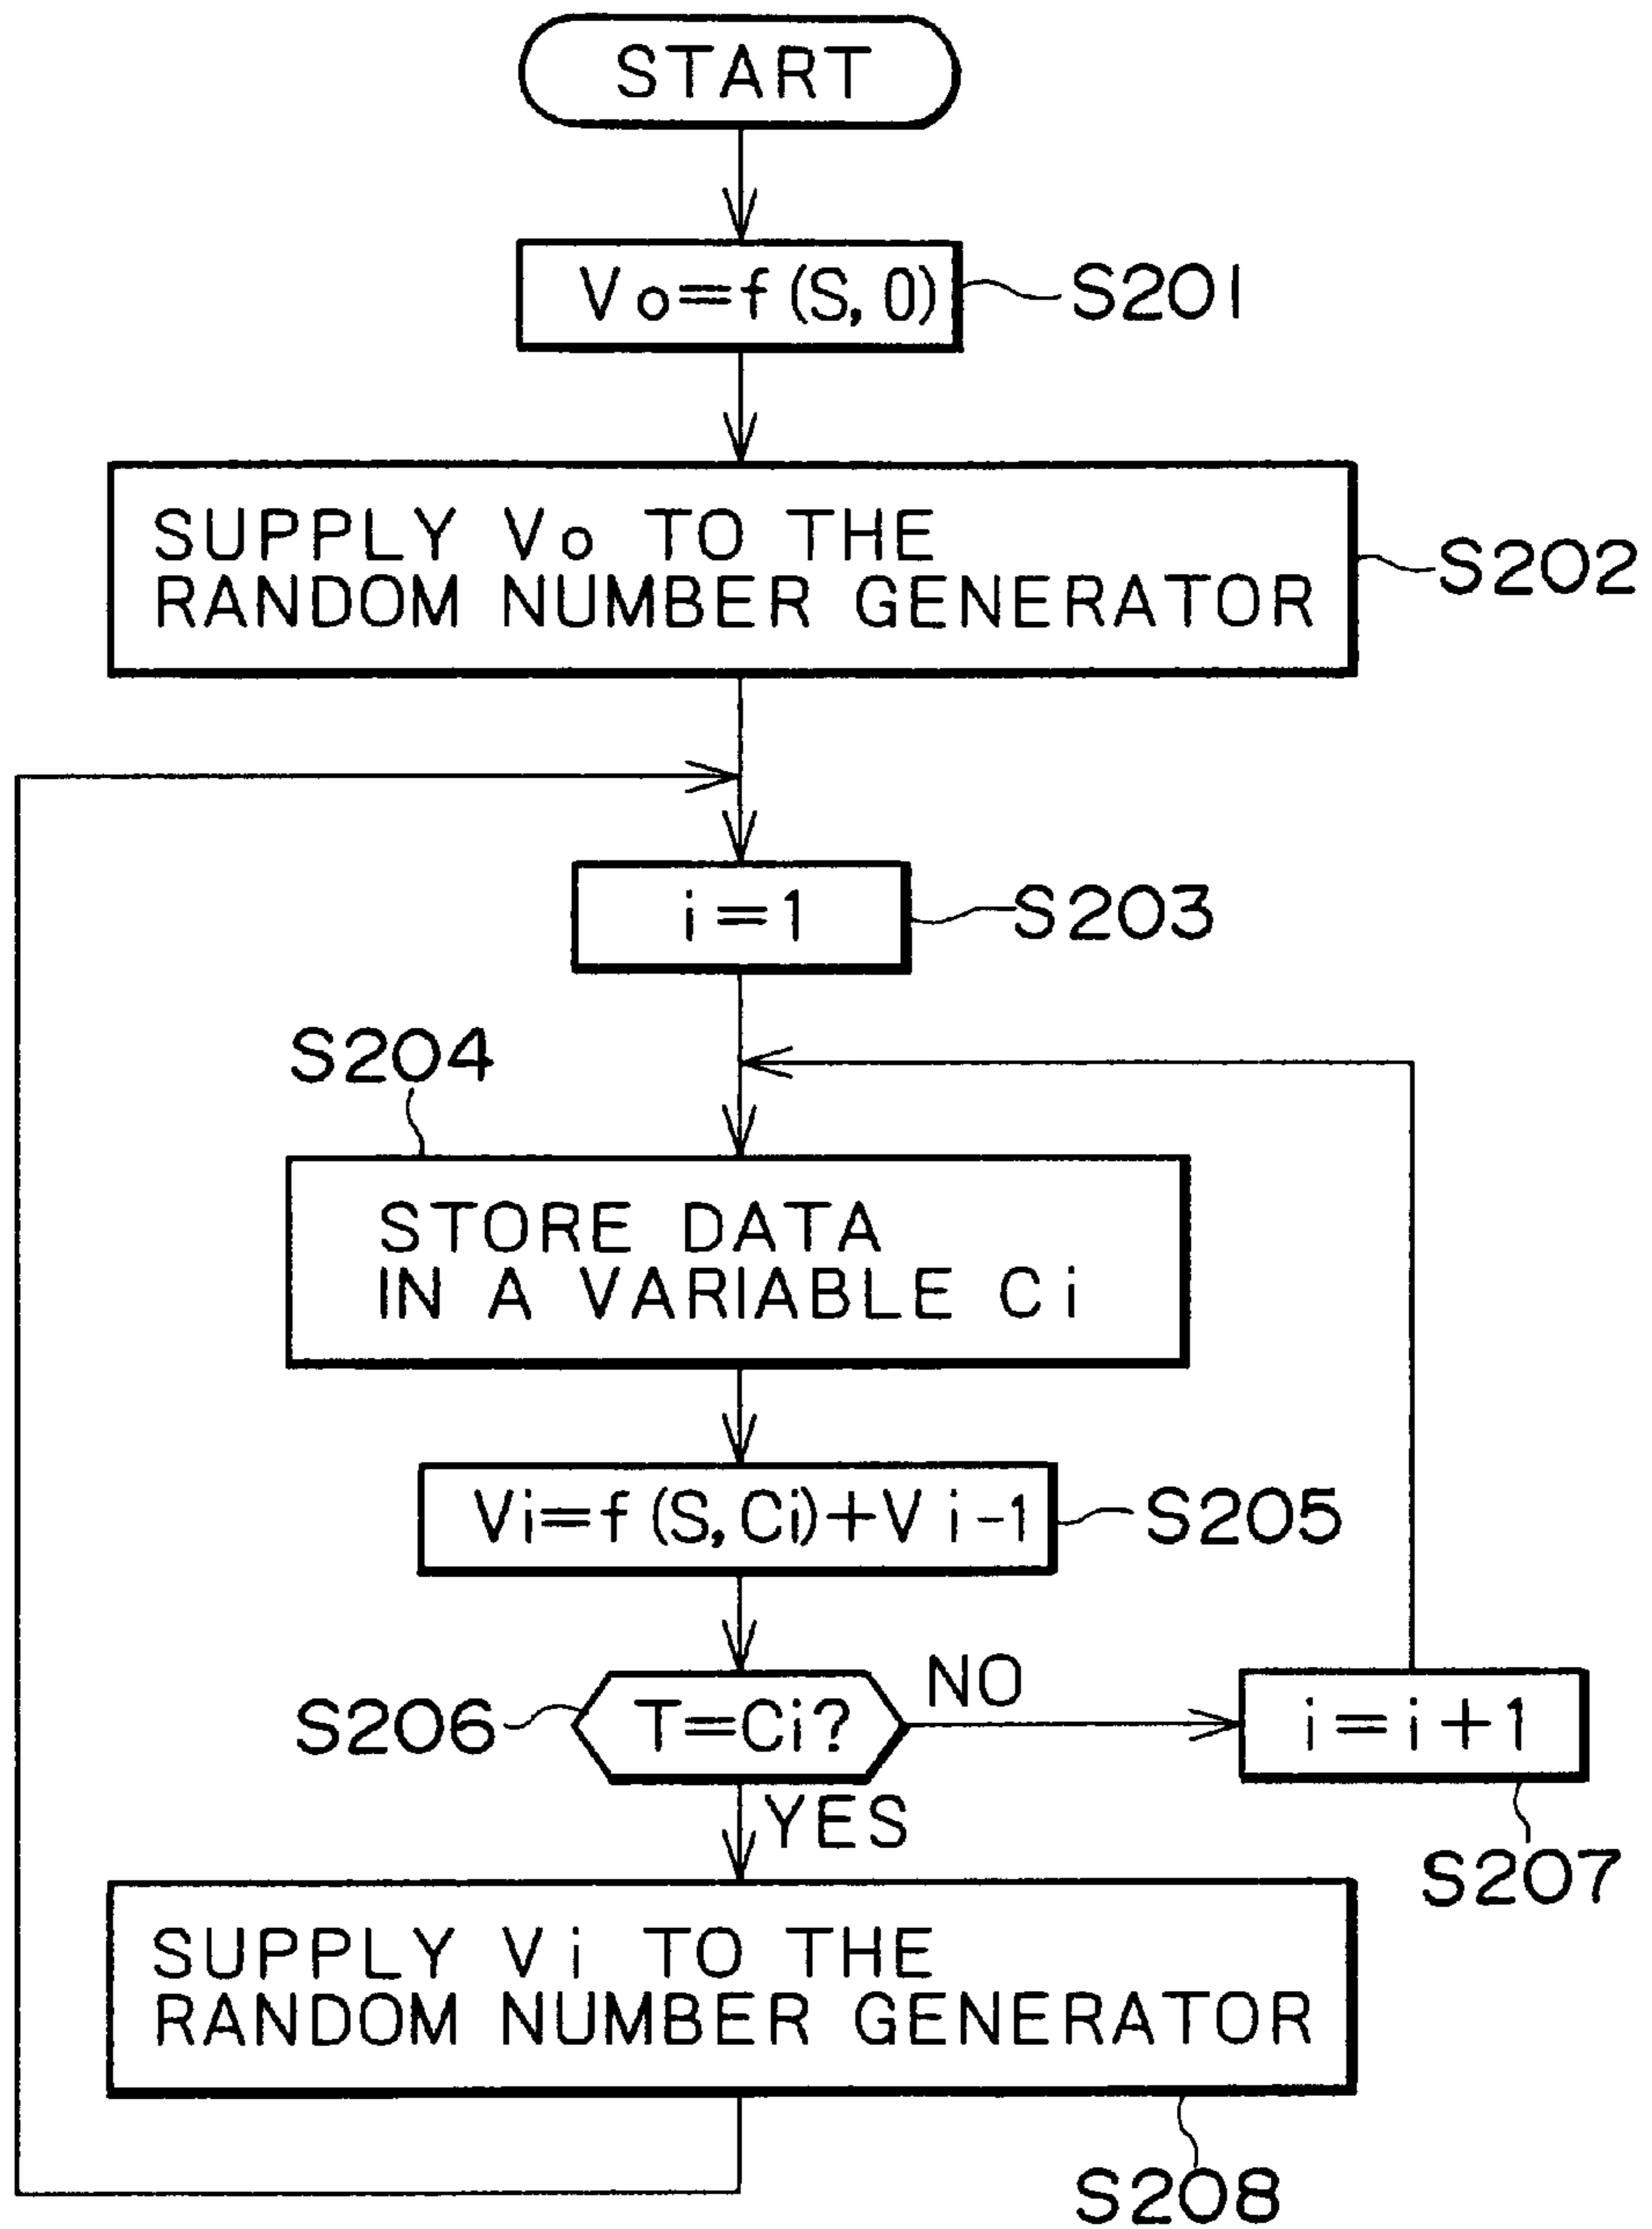 START
Vo=f(S,0)
S201
SUPPLY Vo TO THE
RANDOM NUMBER GENERATOR
S202
i=1
S203
S204
STORE DATA
IN A VARIABLE Ci
Vi=f(S,Ci)+Vi-1
S205
NO
S206
T=Ci?
i=i+1
YES
S207
SUPPLY Vi TO THE
RANDOM NUMBER GENERATOR
S208